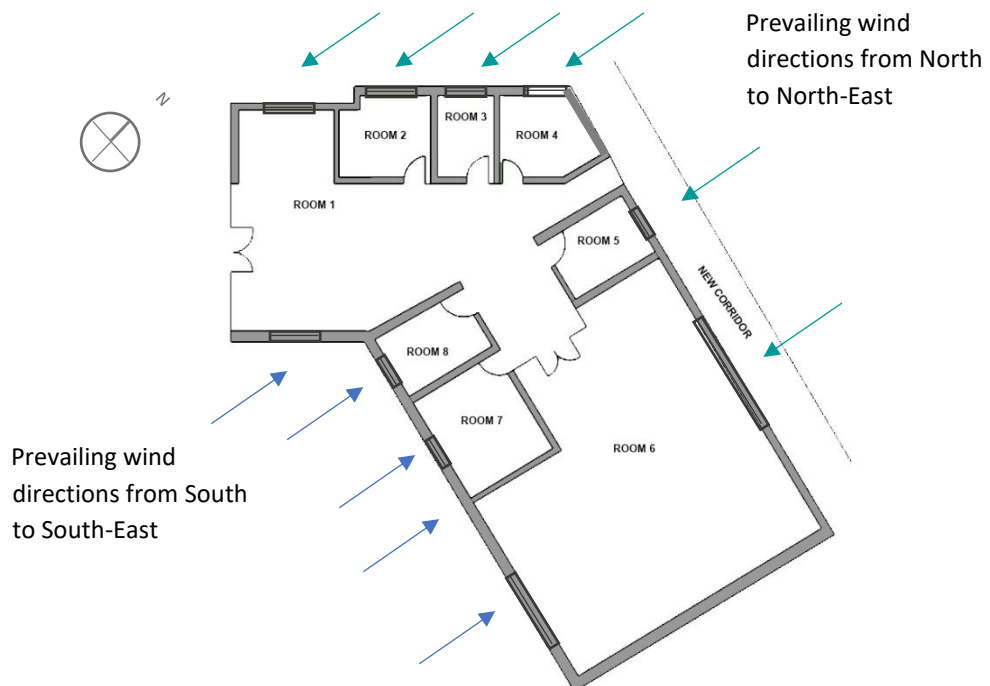 Prevailing wind
directions from North
to North-East
N
ROOM 2
ROOM 3
ROOM 4
ROOM 1
ROOM 5
NEW CORRIDOR
ROOM 8
ROOM 7
ROOM 6
Prevailing wind
directions from South
to South-East